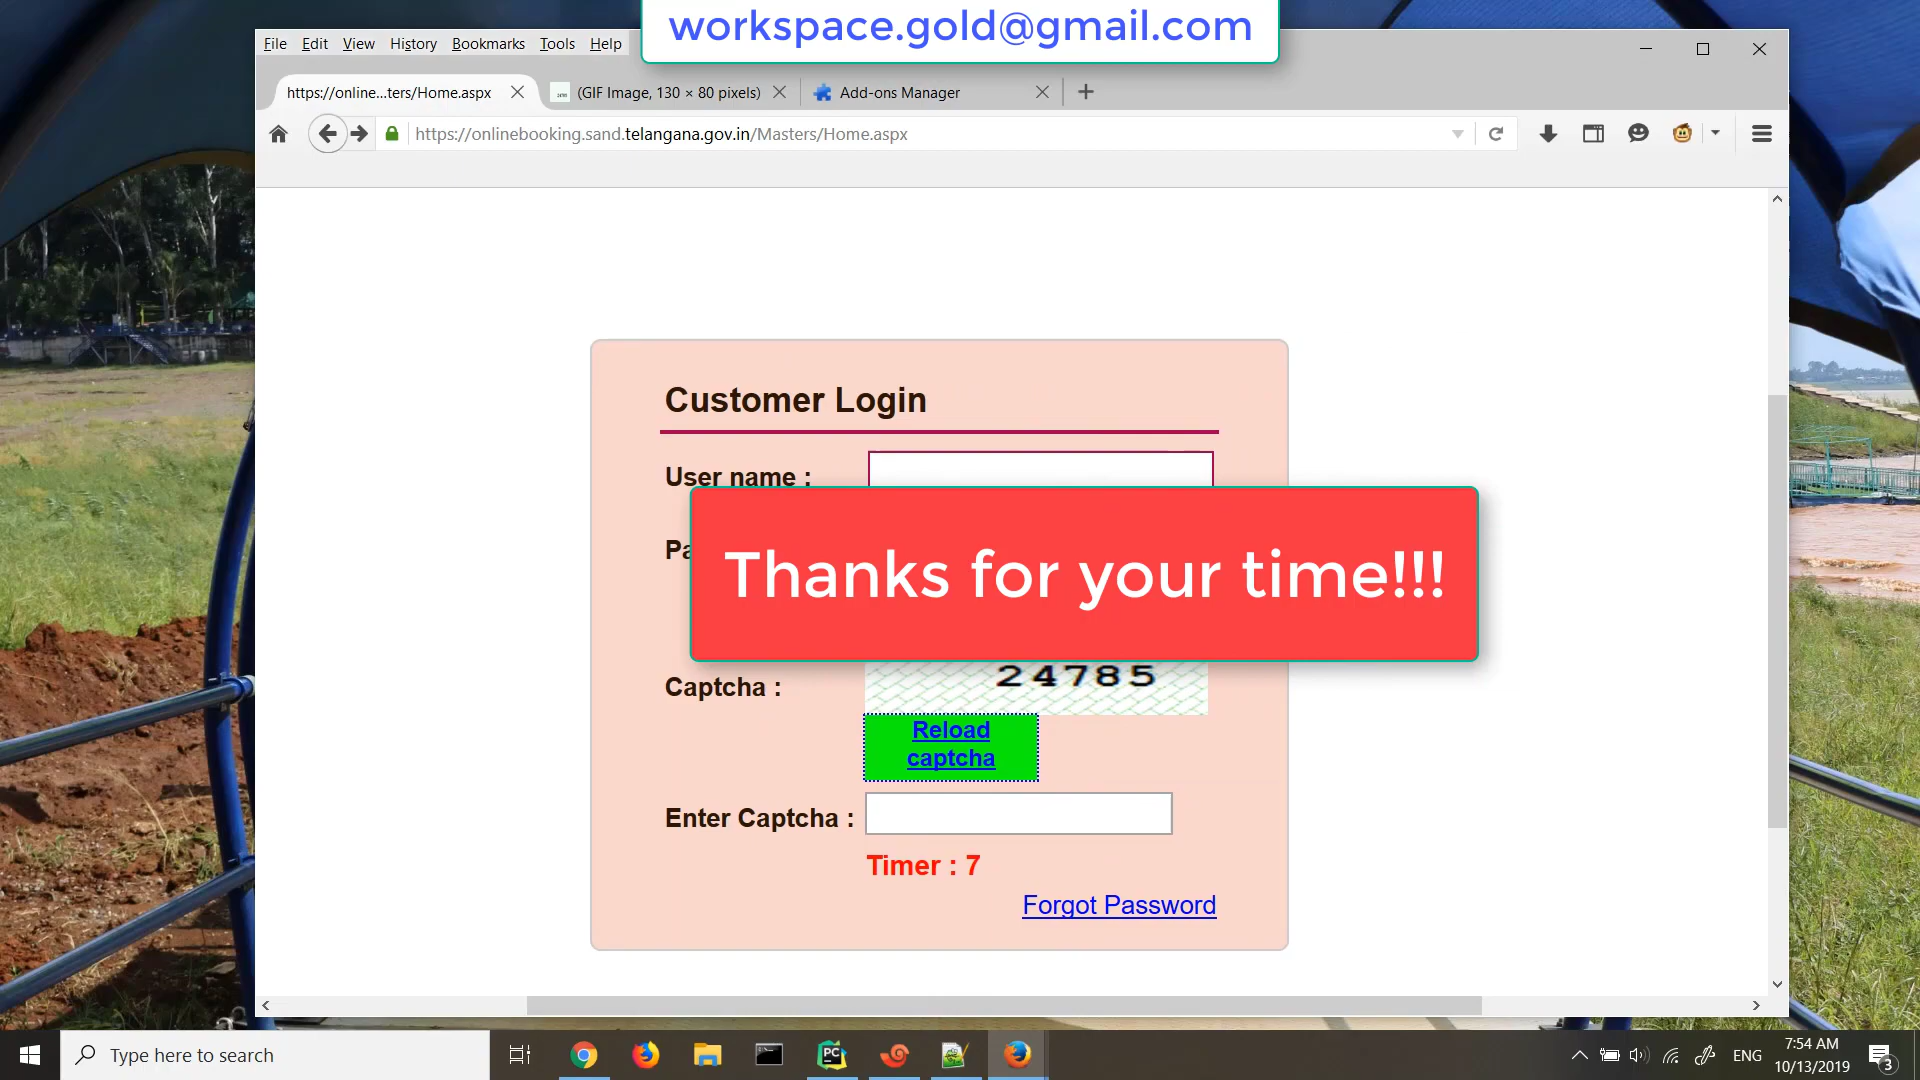 workspace.gold@gmail.com
File Edit View History Bookmarks Tools Help
https://online...ters/Home.aspx
(GIF Image, 130 × 80 pixels)
Add-ons Manager
https://onlinebooking.sand.telangana.gov.in/Masters/Home.aspx
Customer Login
User name :
Pa
Thanks for your time!!!
24785
Captcha :
Reload
captcha
Enter Captcha :
Timer : 7
Forgot Password
Type here to search
PC
ENG
7:54 AM
10/13/2019
3